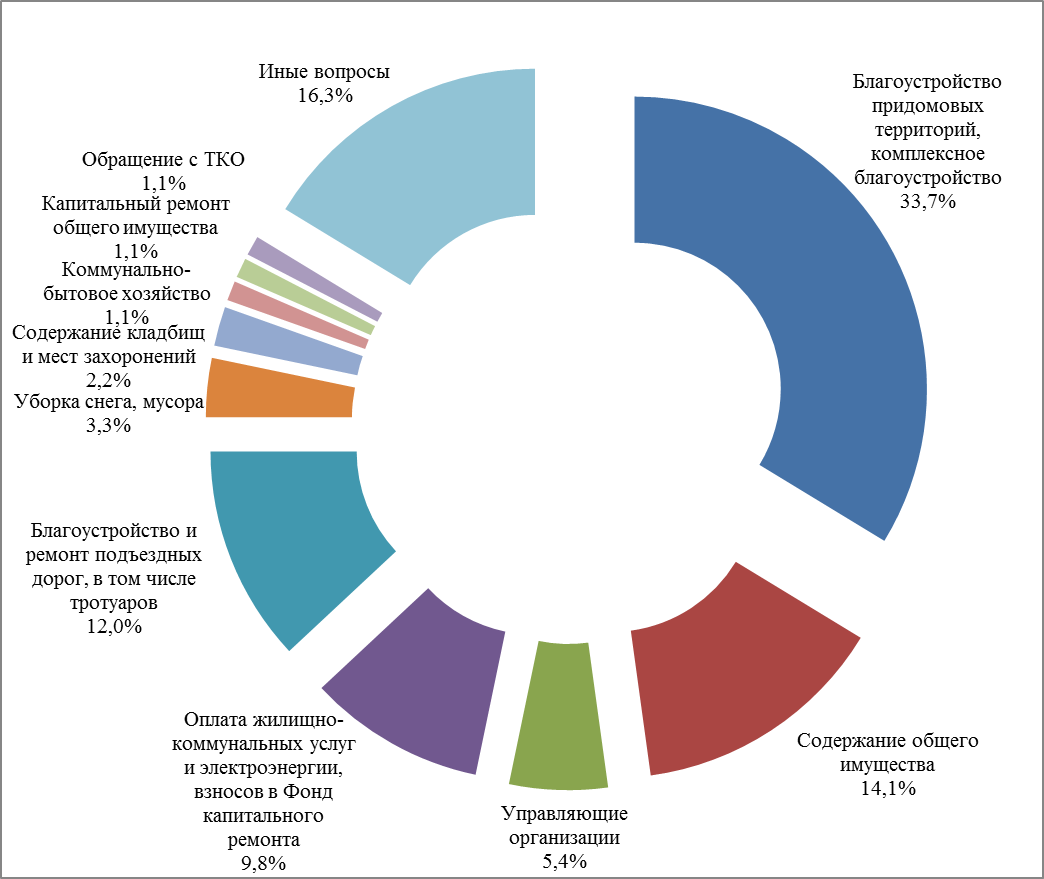 Иные вопросы
16,3%
Обращение с ТКО
1,1%
Капитальный ремонт
общего имущества
1,1%
Коммунально-
бытовое хозяйство
1,1%
Содержание кладбищ
и мест захоронений
2,2%
Уборка снега, мусора
3,3%
Благоустройство и
ремонт подъездных
дорог, в том числе
тротуаров
12,0%
Оплата жилищно-
коммунальных услуг
и электроэнергии,
взносов в Фонд
капитального
ремонта
9,8%
Управляющие
организации
5,4%
Содержание общего
имущества
14,1%
Благоустройство
придомовых
территорий,
комплексное
благоустройство
33,7%